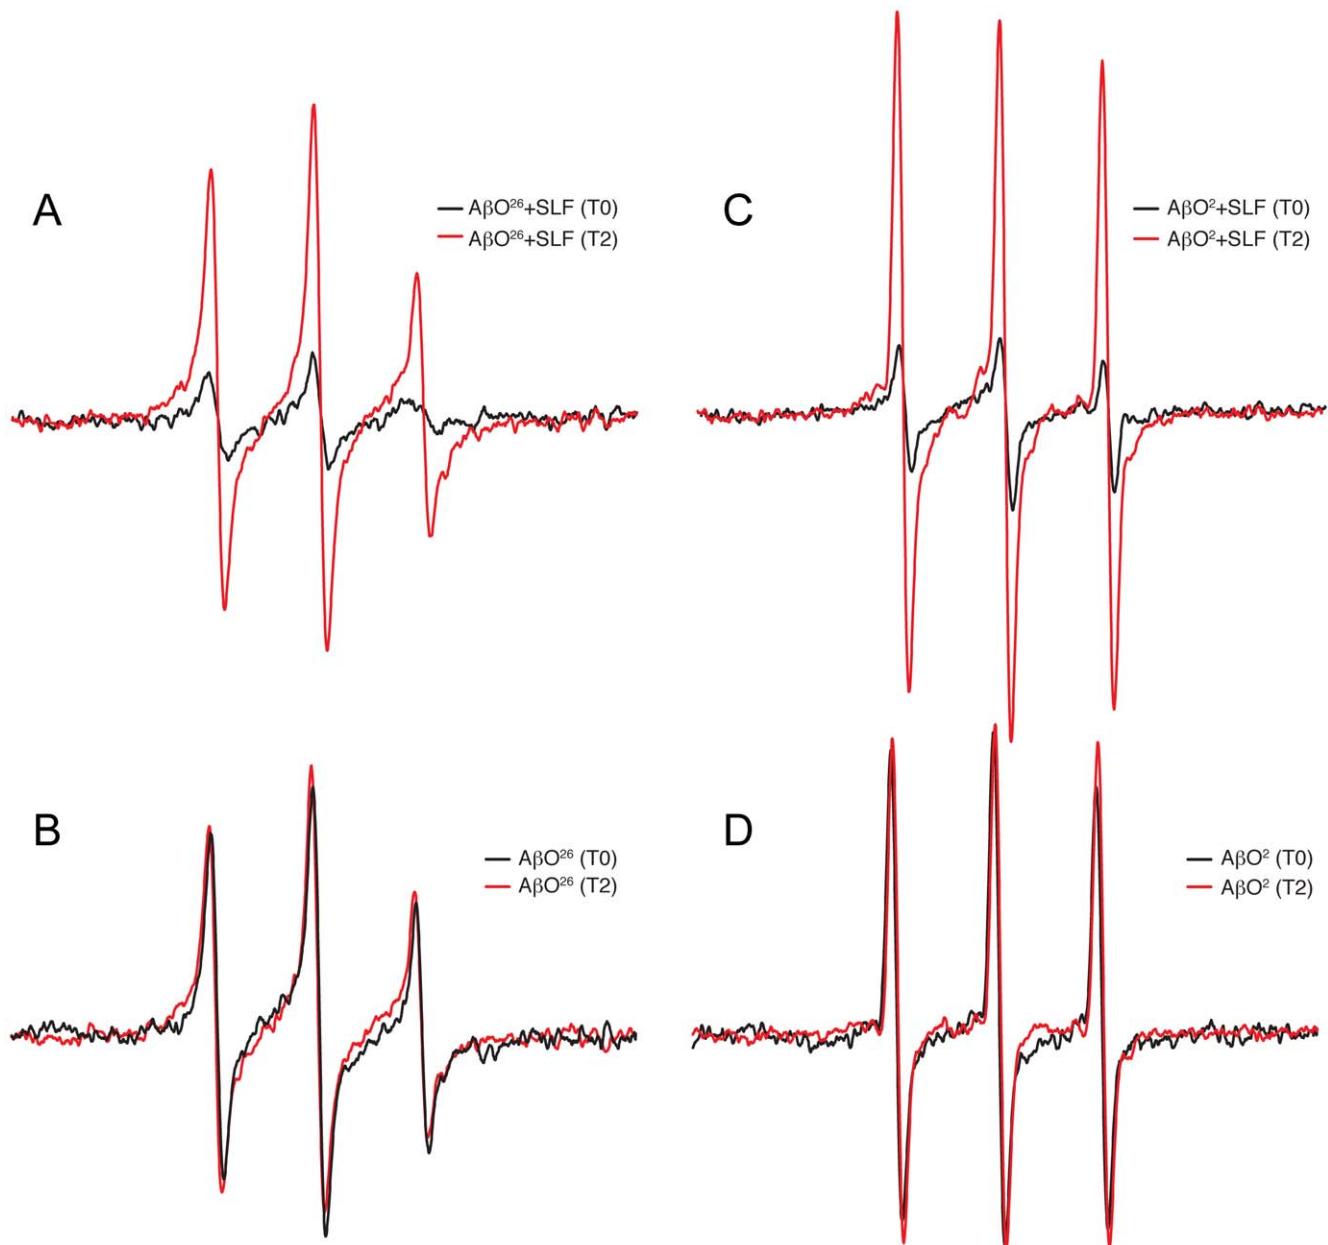 A
AβO²⁶+SLF (T0)
AβO²⁶+SLF (T2)
C
AβO²+SLF (T0)
AβO²+SLF (T2)
B
AβO²⁶ (T0)
AβO²⁶ (T2)
D
AβO² (T0)
AβO² (T2)